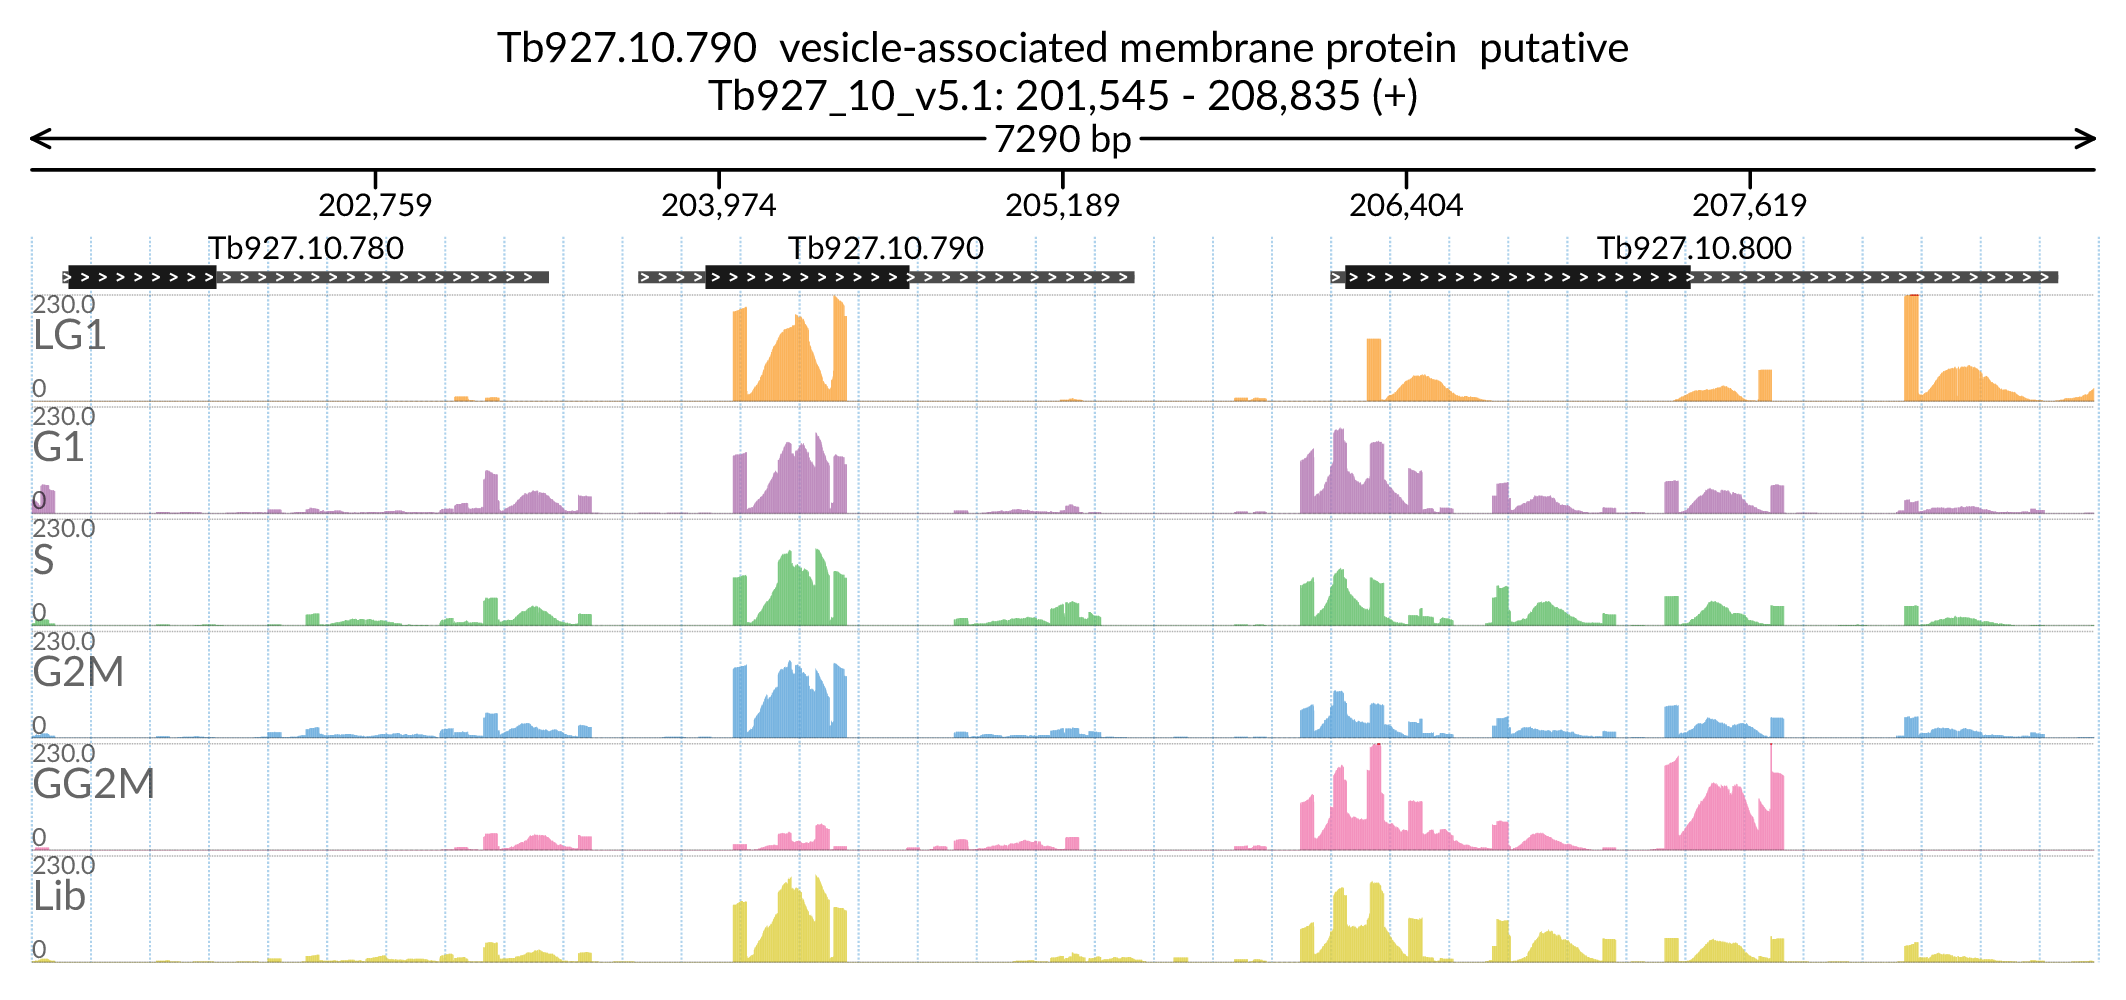 Tb927.10.790  vesicle-associated membrane protein  putative
Tb927_10_v5.1: 201,545 - 208,835 (+)
7290 bp
202,759 203,974 205,189 206,404 207,619
Tb927.10.780 Tb927.10.790 Tb927.10.800
230.0
LG1
0
230.0
G1
0
230.0
S
0
230.0
G2M
0
230.0
GG2M
0
230.0
Lib
0